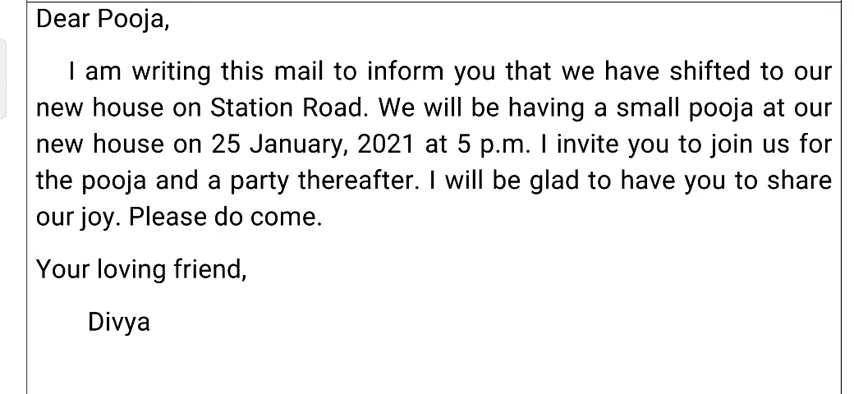 Dear Pooja,
I am writing this mail to inform you that we have shifted to our
new house on Station Road. We will be having a small pooja at our
new house on 25 January, 2021 at 5 p.m. I invite you to join us for
the pooja and a party thereafter. I will be glad to have you to share
our joy. Please do come.
Your loving friend,
Divya